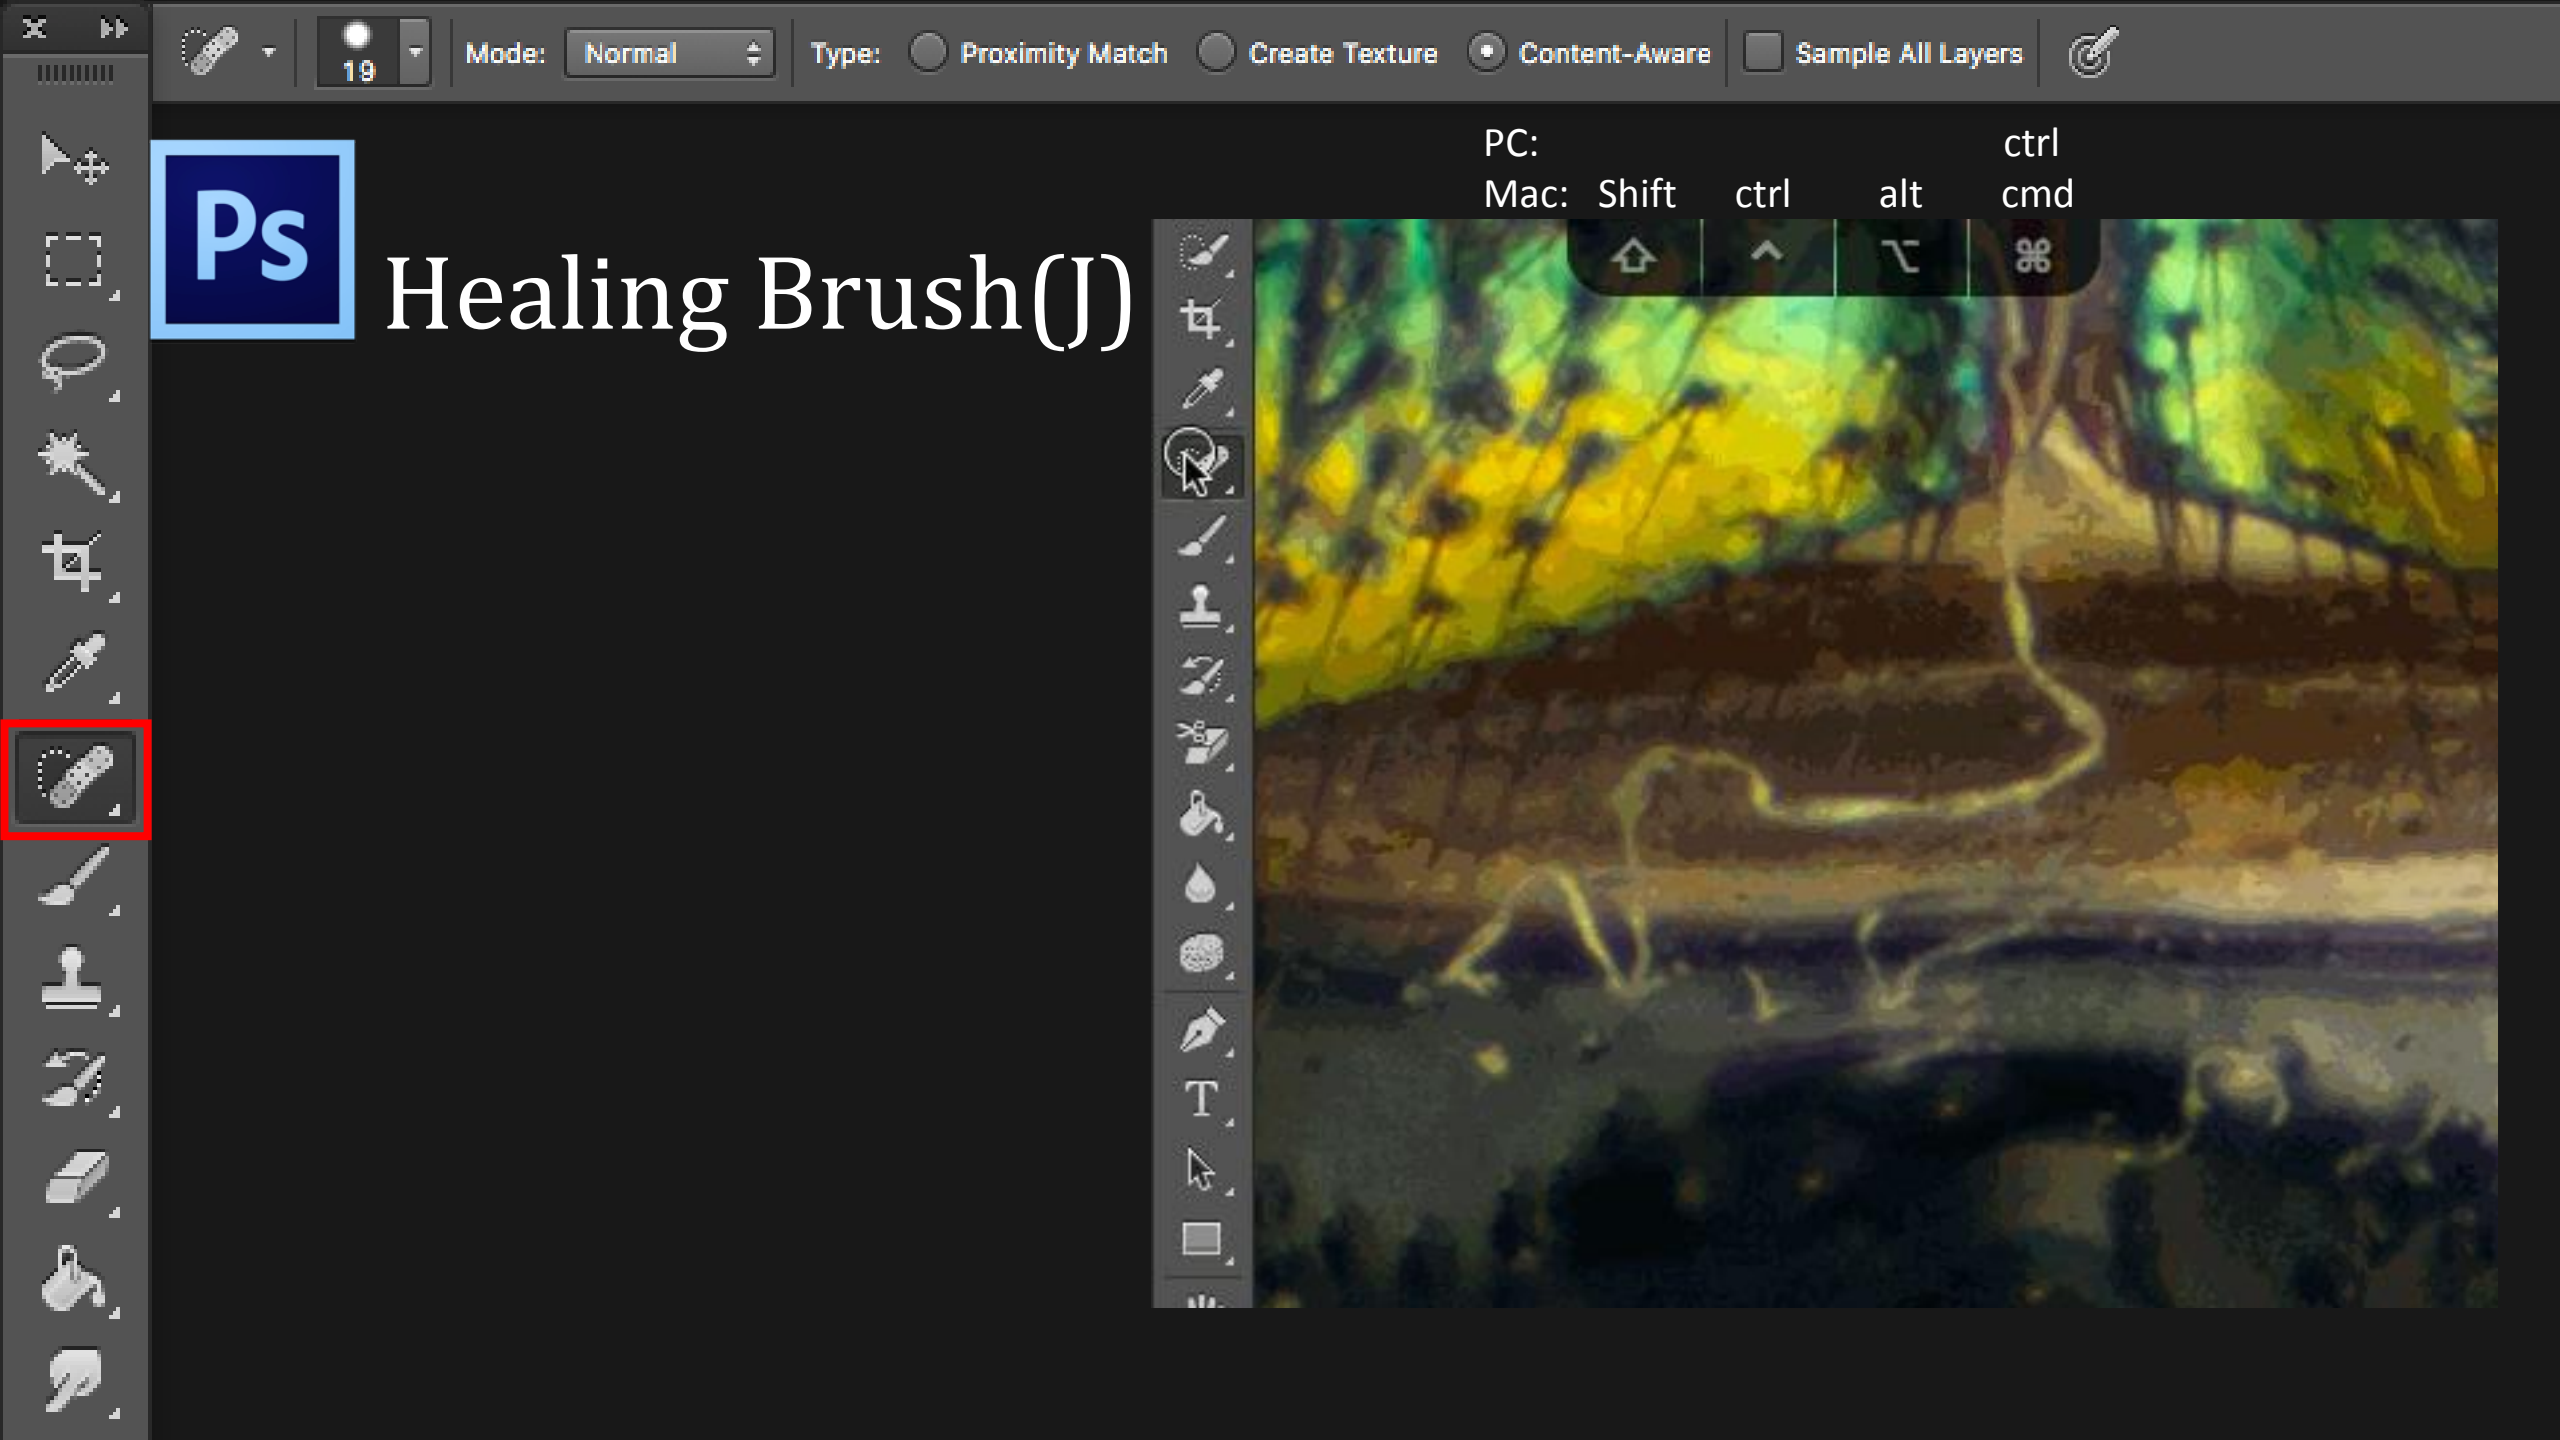 19 Mode: Normal Type: Proximity Match Create Texture Content-Aware Sample All Layers
Ps
Healing Brush(J)
PC: ctrl
Mac: Shift ctrl alt cmd
T